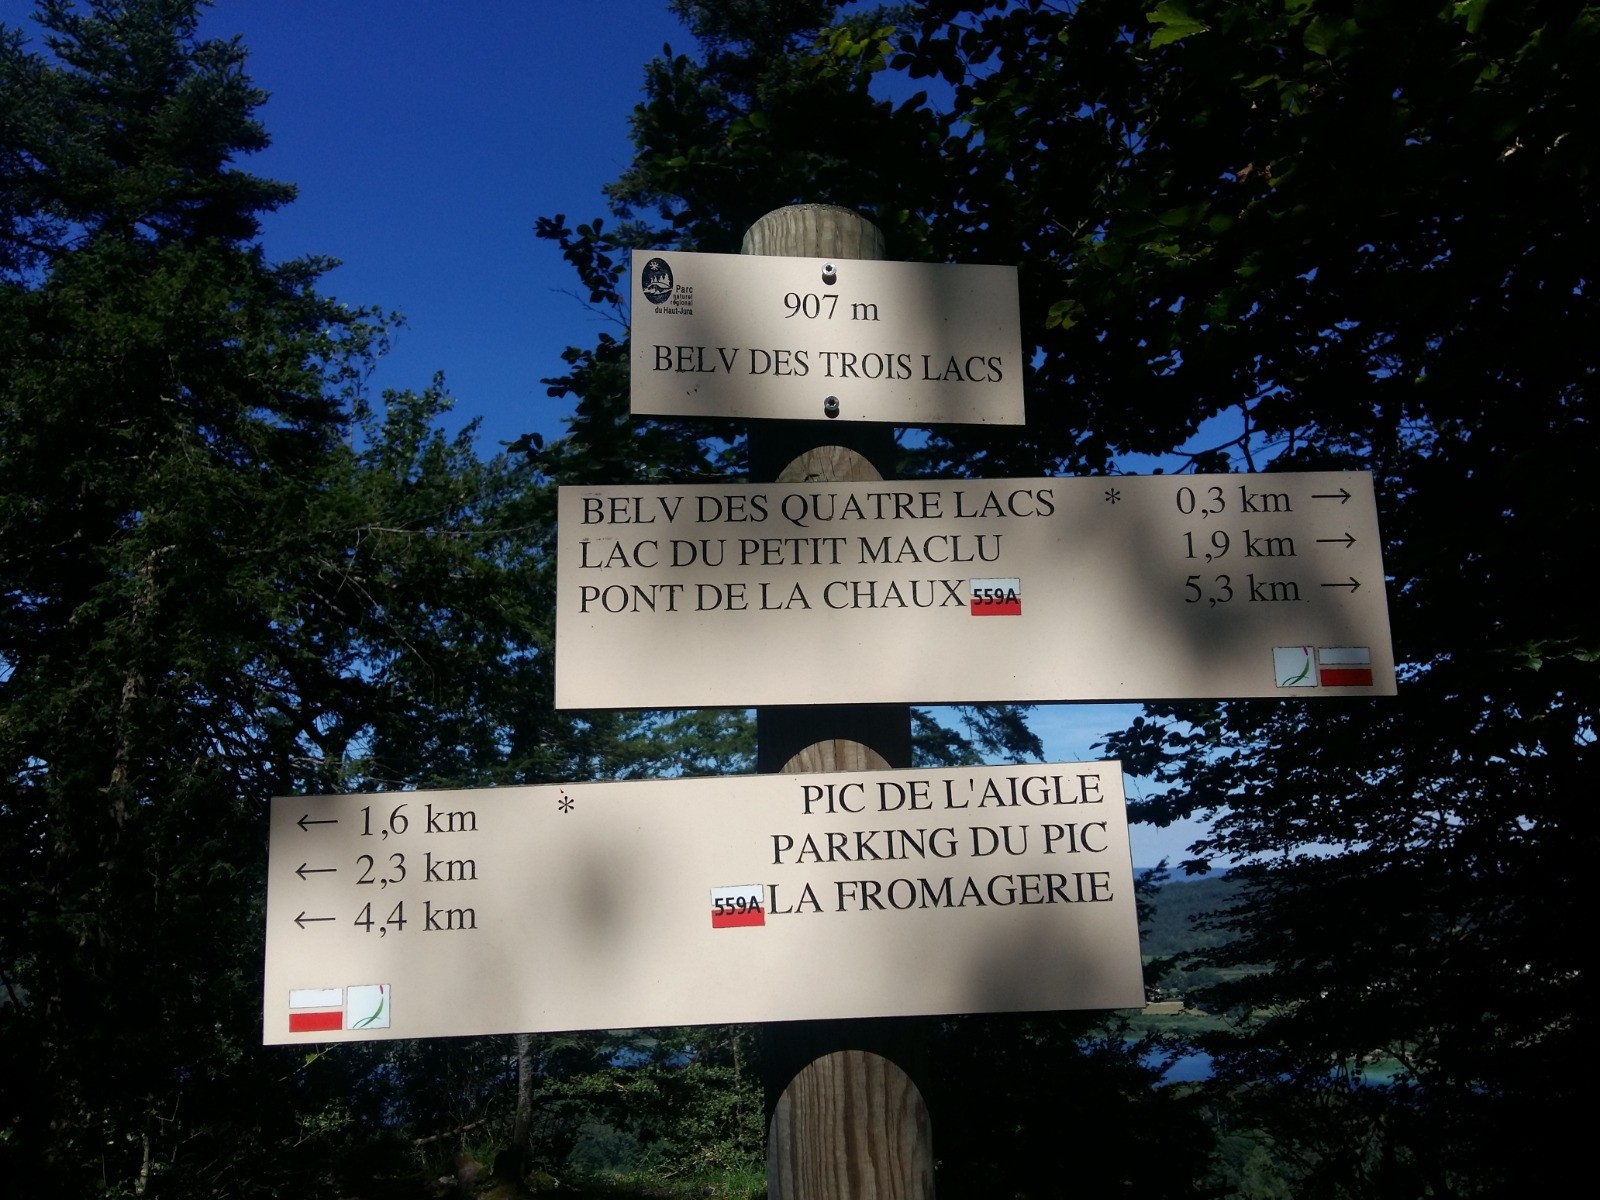 Parc
naturel
régional
du Haut-Jura
907 m
BELV DES TROIS LACS
BELV DES QUATRE LACS * 0,3 km →
LAC DU PETIT MACLU 1,9 km →
PONT DE LA CHAUX 559A 5,3 km →
← 1,6 km * PIC DE L'AIGLE
← 2,3 km PARKING DU PIC
← 4,4 km 559A LA FROMAGERIE